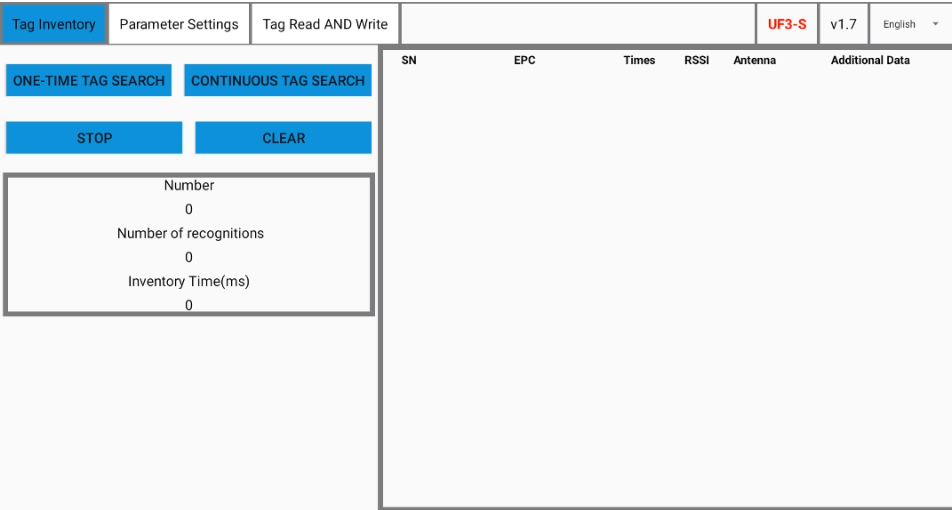 Tag Inventory Parameter Settings Tag Read AND Write UF3-S v1.7 English
ONE-TIME TAG SEARCH CONTINUOUS TAG SEARCH
STOP CLEAR
Number
0
Number of recognitions
0
Inventory Time(ms)
0
SN EPC Times RSSI Antenna Additional Data